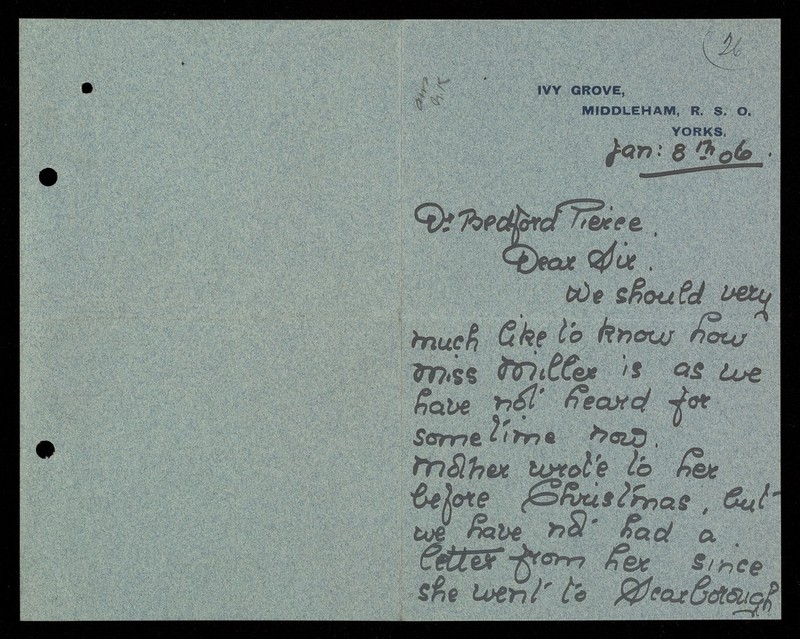 26
IVY GROVE,
MIDDLEHAM, R. S. O.
YORKS.
Jan: 8th 06.
Dr Bedford Pierce.
Dear Sir.
We should very
much like to know how
Miss Miller is as we
have not heard for
sometime now.
Mother wrote to her
before Christmas, but
we have not had a
letter from her since
she went to Scarborough